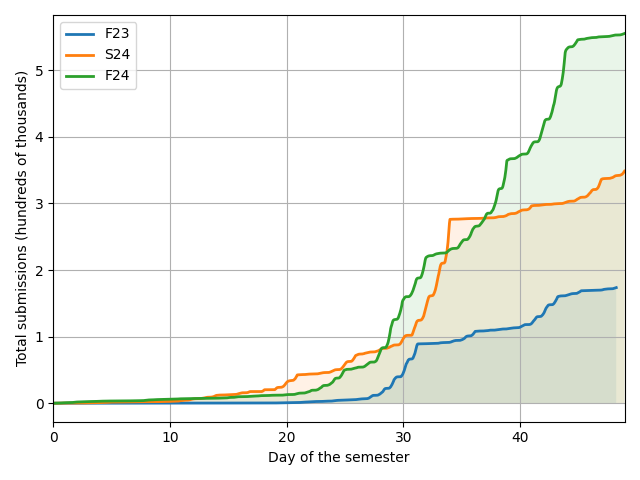 F23
S24
F24
Total submissions (hundreds of thousands)
5
4
3
2
1
0
0 10 20 30 40
Day of the semester